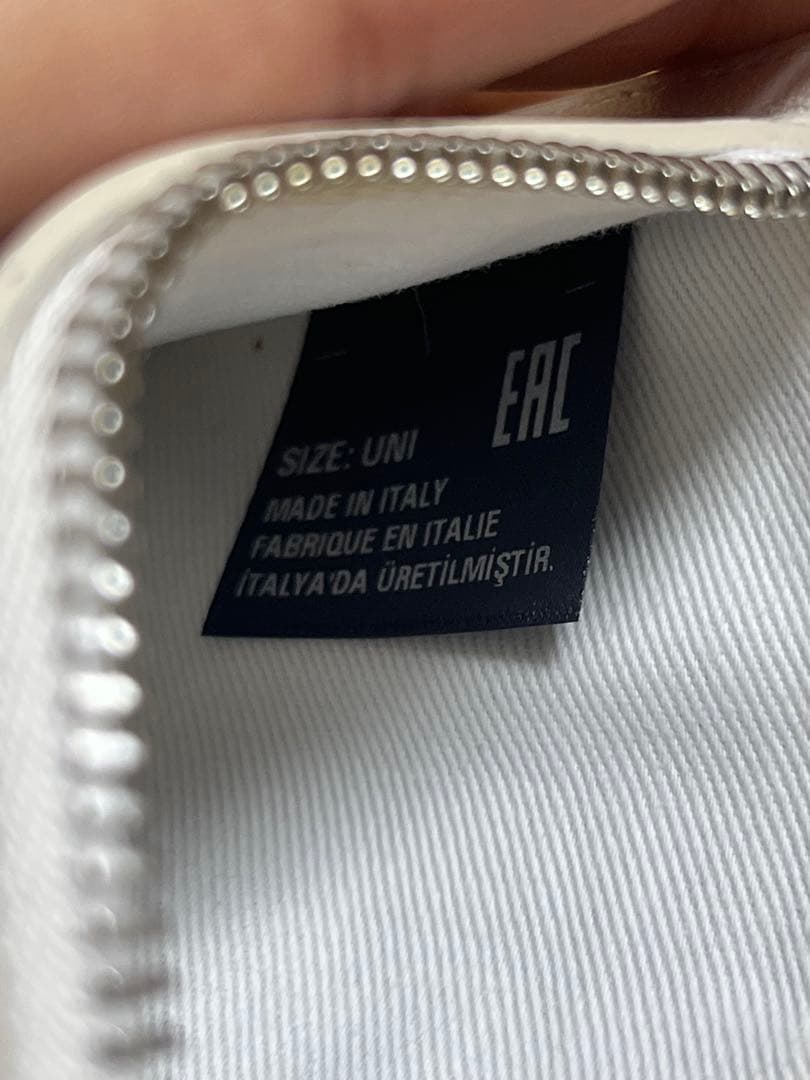 EAC
SIZE: UNI
MADE IN ITALY
FABRIQUE EN ITALIE
İTALYA'DA ÜRETİLMİŞTİR.